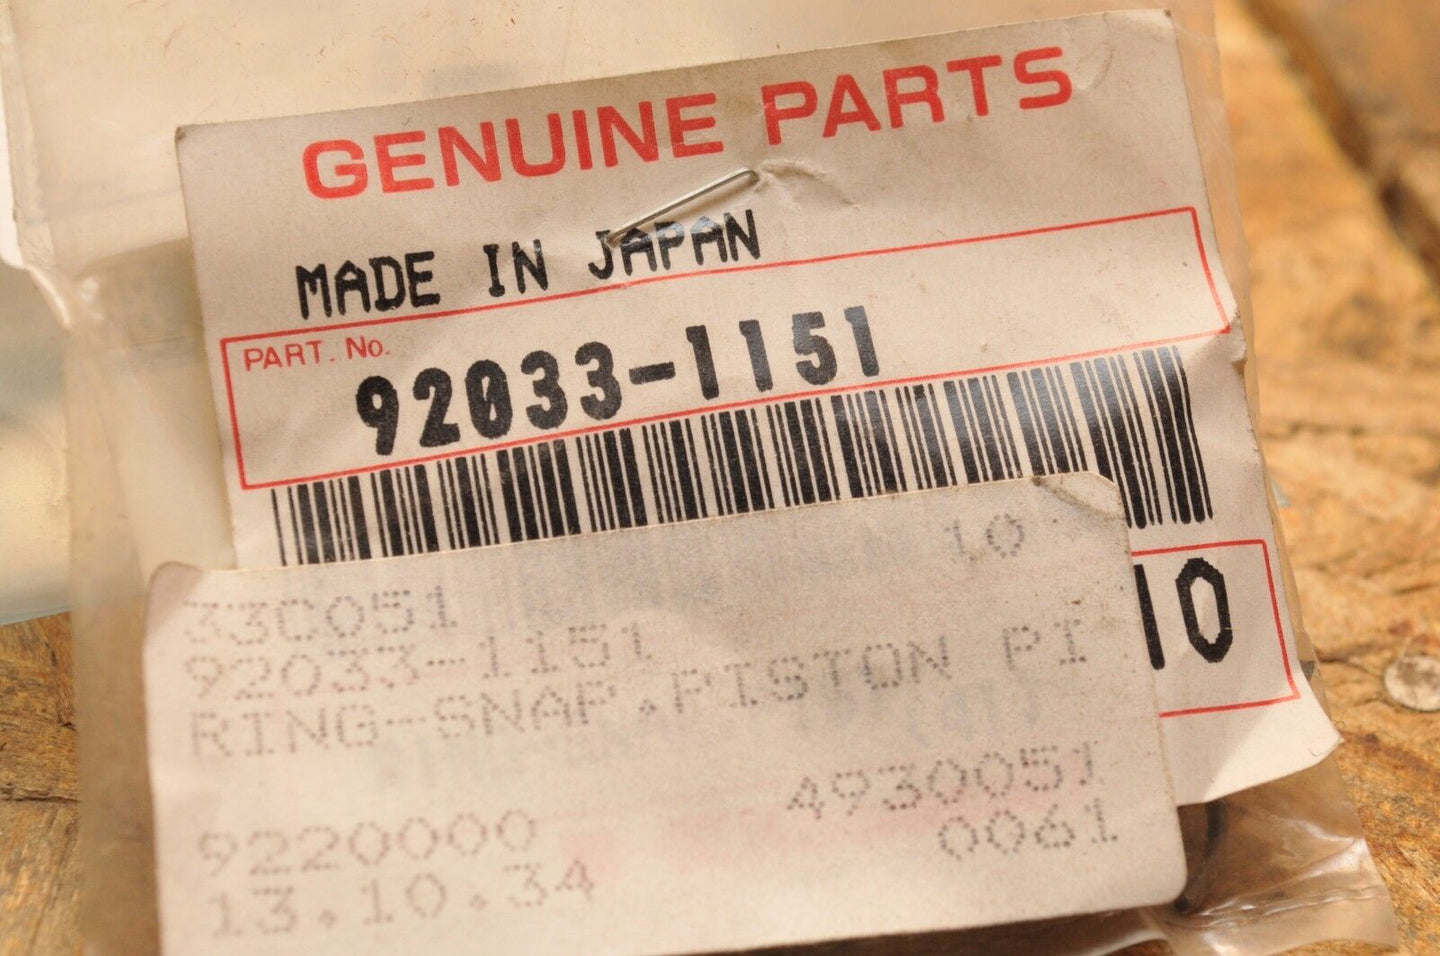 GENUINE PARTS
MADE IN JAPAN
PART. No.
92033-1151
10
10
33C051
92033-1151
RING-SNAP,PISTON PI
4930051
9220000 0061
13.10.34